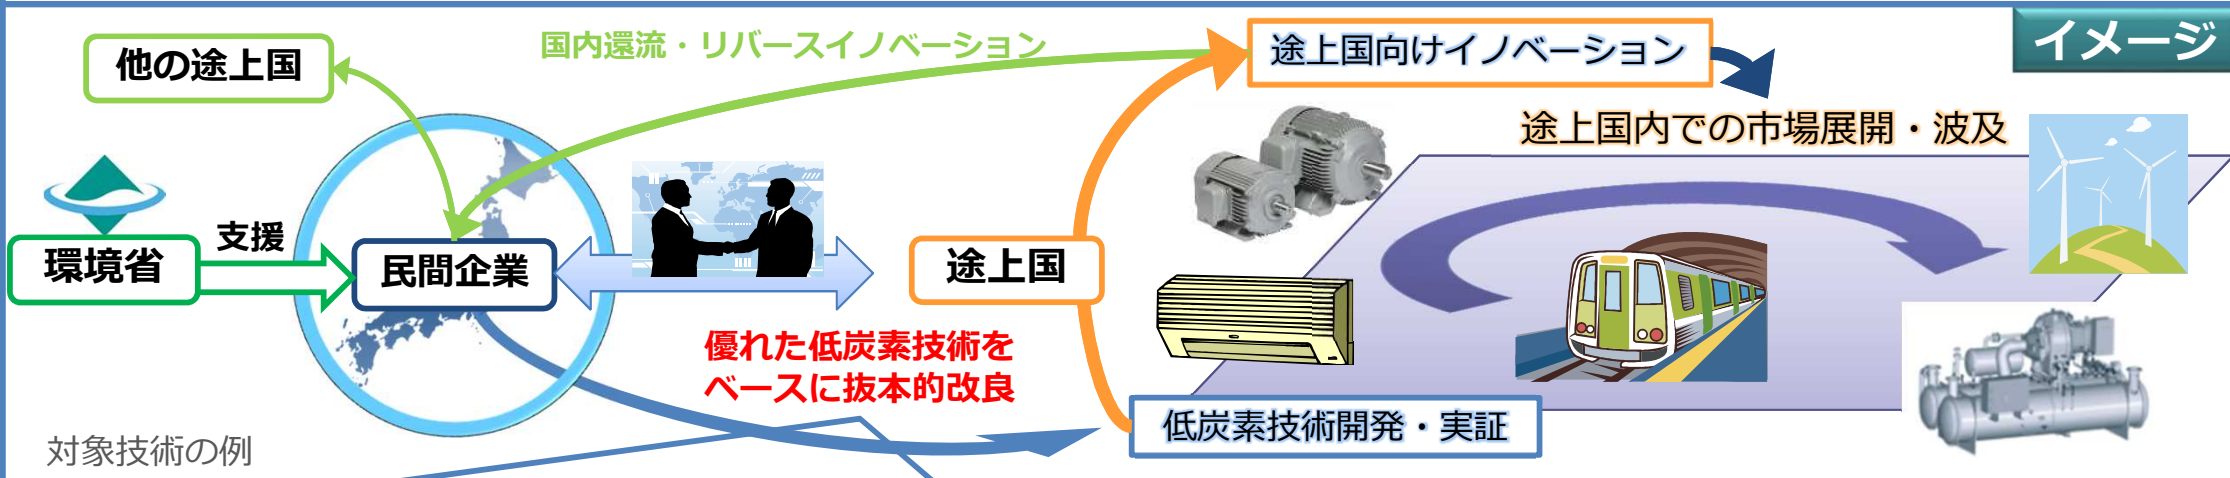 イメージ
他の途上国
国内還流・リバースイノベーション
途上国向けイノベーション
途上国内での市場展開・波及
環境省
支援
民間企業
途上国
優れた低炭素技術を
ベースに抜本的改良
低炭素技術開発・実証
対象技術の例